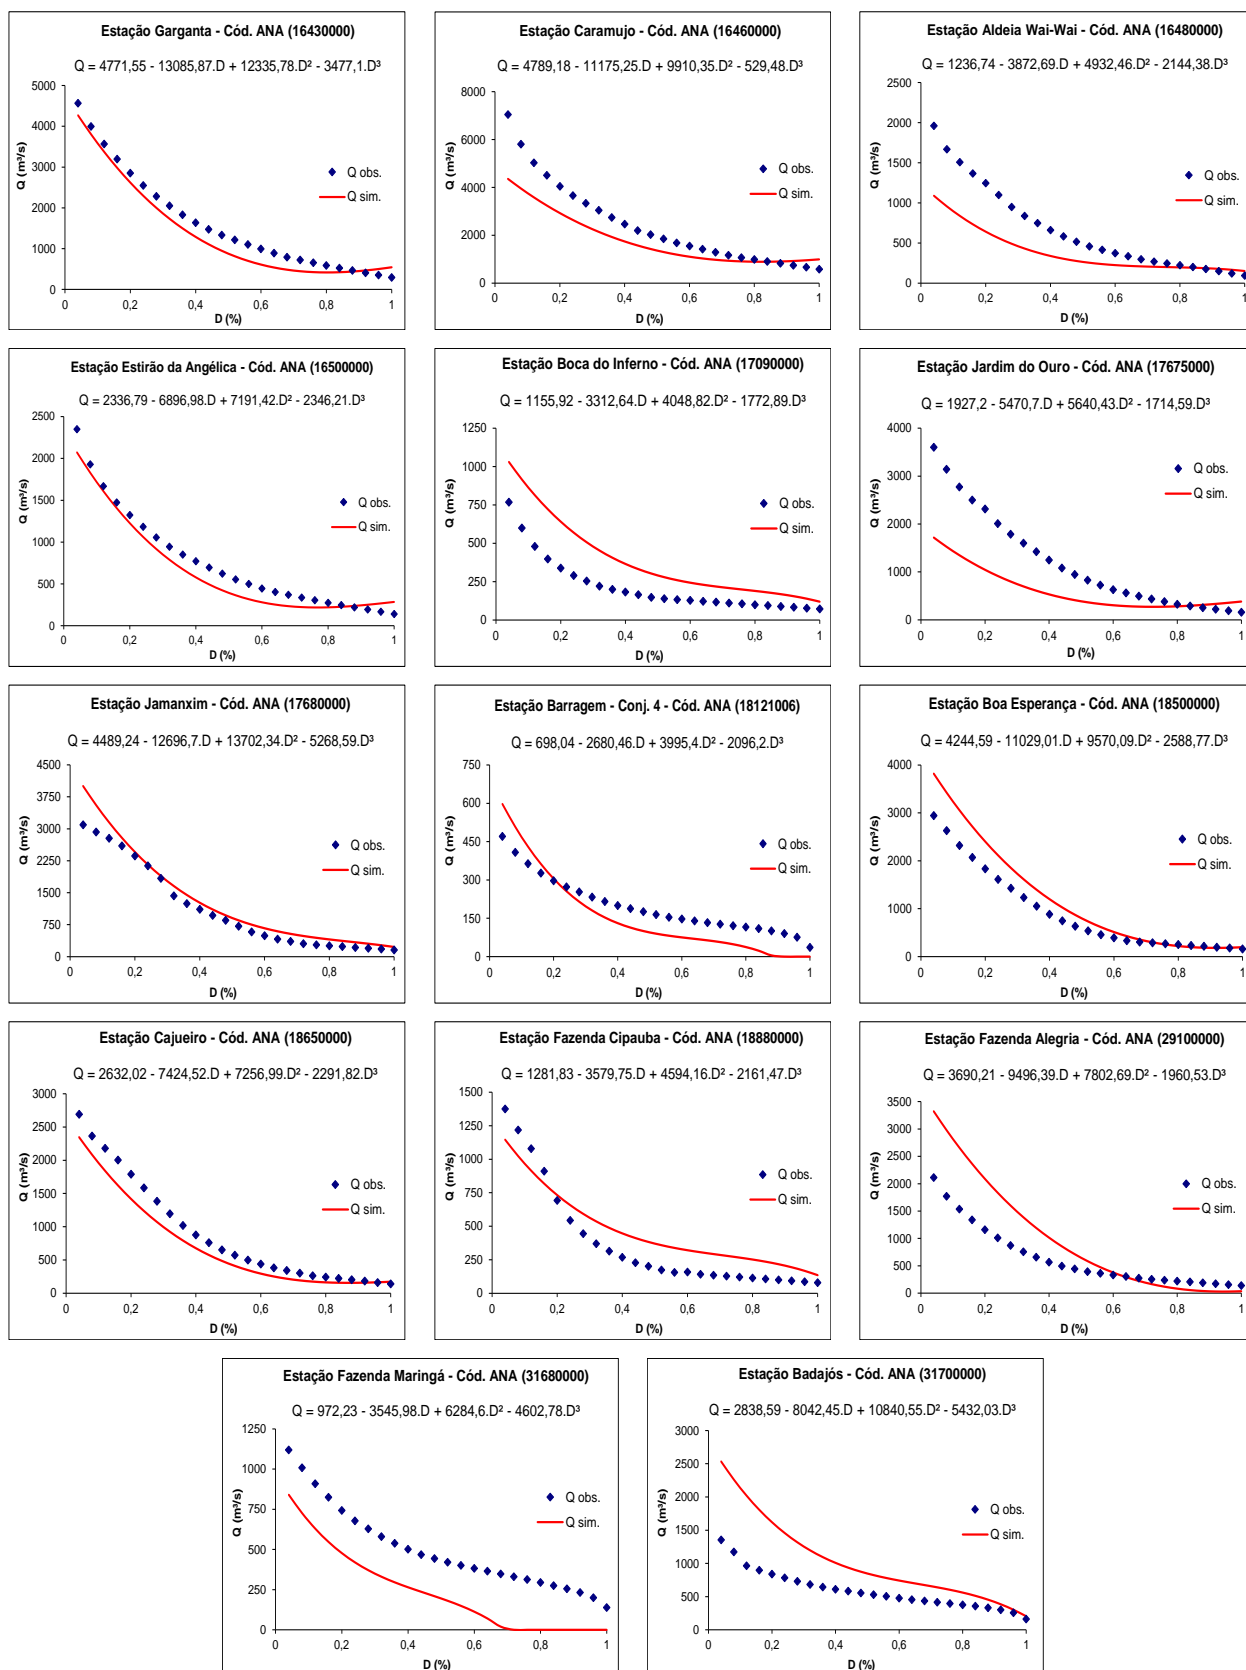 Estação Garganta - Cód. ANA (16430000)
Q = 4771,55 - 13085,87.D + 12335,78.D² - 3477,1.D³
5000
4000
3000
2000
1000
0
Q (m³/s)
0 0,2 0,4 0,6 0,8 1
D (%)
Q obs.
Q sim.
Estação Caramujo - Cód. ANA (16460000)
Q = 4789,18 - 11175,25.D + 9910,35.D² - 529,48.D³
8000
6000
4000
2000
0
Q (m³/s)
0 0,2 0,4 0,6 0,8 1
D (%)
Q obs.
Q sim.
Estação Aldeia Wai-Wai - Cód. ANA (16480000)
Q = 1236,74 - 3872,69.D + 4932,46.D² - 2144,38.D³
2500
2000
1500
1000
500
0
Q (m³/s)
0 0,2 0,4 0,6 0,8 1
D (%)
Q obs.
Q sim.
Estação Estirão da Angélica - Cód. ANA (16500000)
Q = 2336,79 - 6896,98.D + 7191,42.D² - 2346,21.D³
2500
2000
1500
1000
500
0
Q (m³/s)
0 0,2 0,4 0,6 0,8 1
D (%)
Q obs.
Q sim.
Estação Boca do Inferno - Cód. ANA (17090000)
Q = 1155,92 - 3312,64.D + 4048,82.D² - 1772,89.D³
1250
1000
750
500
250
0
Q (m³/s)
0 0,2 0,4 0,6 0,8 1
D (%)
Q obs.
Q sim.
Estação Jardim do Ouro - Cód. ANA (17675000)
Q = 1927,2 - 5470,7.D + 5640,43.D² - 1714,59.D³
4000
3000
2000
1000
0
Q (m³/s)
0 0,2 0,4 0,6 0,8 1
D (%)
Q obs.
Q sim.
Estação Jamanxim - Cód. ANA (17680000)
Q = 4489,24 - 12696,7.D + 13702,34.D² - 5268,59.D³
4500
3750
3000
2250
1500
750
0
Q (m³/s)
0 0,2 0,4 0,6 0,8 1
D (%)
Q obs.
Q sim.
Estação Barragem - Conj. 4 - Cód. ANA (18121006)
Q = 698,04 - 2680,46.D + 3995,4.D² - 2096,2.D³
750
600
450
300
150
0
Q (m³/s)
0 0,2 0,4 0,6 0,8 1
D (%)
Q obs.
Q sim.
Estação Boa Esperança - Cód. ANA (18500000)
Q = 4244,59 - 11029,01.D + 9570,09.D² - 2588,77.D³
4000
3000
2000
1000
0
Q (m³/s)
0 0,2 0,4 0,6 0,8 1
D (%)
Q obs.
Q sim.
Estação Cajueiro - Cód. ANA (18650000)
Q = 2632,02 - 7424,52.D + 7256,99.D² - 2291,82.D³
3000
2500
2000
1500
1000
500
0
Q (m³/s)
0 0,2 0,4 0,6 0,8 1
D (%)
Q obs.
Q sim.
Estação Fazenda Cipauba - Cód. ANA (18880000)
Q = 1281,83 - 3579,75.D + 4594,16.D² - 2161,47.D³
1500
1250
1000
750
500
250
0
Q (m³/s)
0 0,2 0,4 0,6 0,8 1
D (%)
Q obs.
Q sim.
Estação Fazenda Alegria - Cód. ANA (29100000)
Q = 3690,21 - 9496,39.D + 7802,69.D² - 1960,53.D³
3500
3000
2500
2000
1500
1000
500
0
Q (m³/s)
0 0,2 0,4 0,6 0,8 1
D (%)
Q obs.
Q sim.
Estação Fazenda Maringá - Cód. ANA (31680000)
Q = 972,23 - 3545,98.D + 6284,6.D² - 4602,78.D³
1250
1000
750
500
250
0
Q (m³/s)
0 0,2 0,4 0,6 0,8 1
D (%)
Q obs.
Q sim.
Estação Badajós - Cód. ANA (31700000)
Q = 2838,59 - 8042,45.D + 10840,55.D² - 5432,03.D³
3000
2500
2000
1500
1000
500
0
Q (m³/s)
0 0,2 0,4 0,6 0,8 1
D (%)
Q obs.
Q sim.